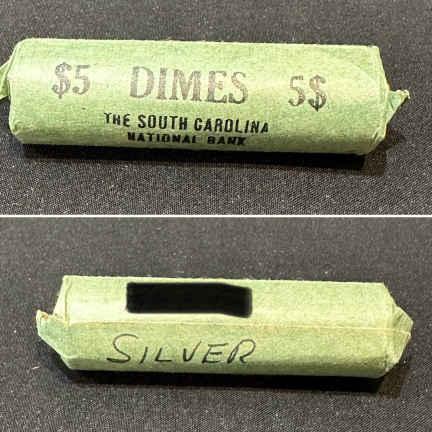 $5 DIMES 5$
THE SOUTH CAROLINA
NATIONAL BANK
SILVER